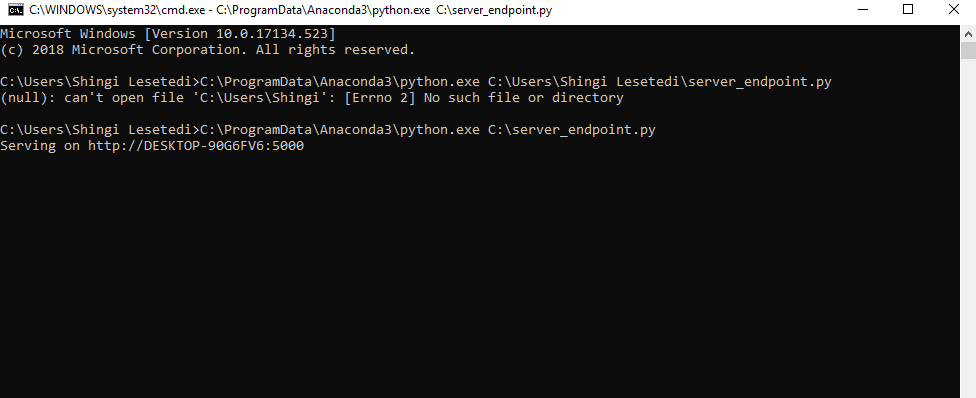 C:\WINDOWS\system32\cmd.exe - C:\ProgramData\Anaconda3\python.exe C:\server_endpoint.py
Microsoft Windows [Version 10.0.17134.523]
(c) 2018 Microsoft Corporation. All rights reserved.
C:\Users\Shingi Lesetedi>C:\ProgramData\Anaconda3\python.exe C:\Users\Shingi Lesetedi\server_endpoint.py
(null): can't open file 'C:\Users\Shingi': [Errno 2] No such file or directory
C:\Users\Shingi Lesetedi>C:\ProgramData\Anaconda3\python.exe C:\server_endpoint.py
Serving on http://DESKTOP-90G6FV6:5000